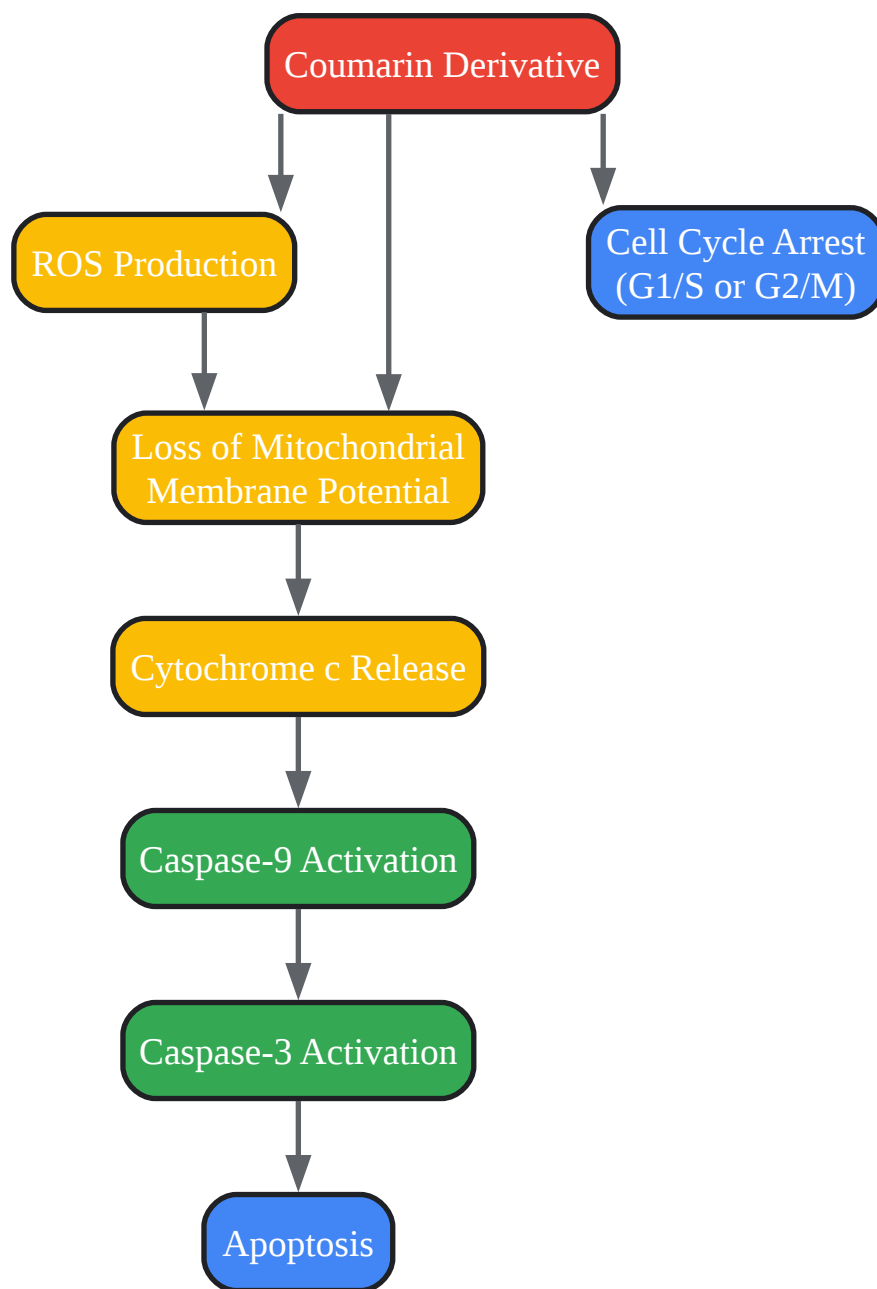 Coumarin Derivative
ROS Production
Cell Cycle Arrest
(G1/S or G2/M)
Loss of Mitochondrial
Membrane Potential
Cytochrome c Release
Caspase-9 Activation
Caspase-3 Activation
Apoptosis